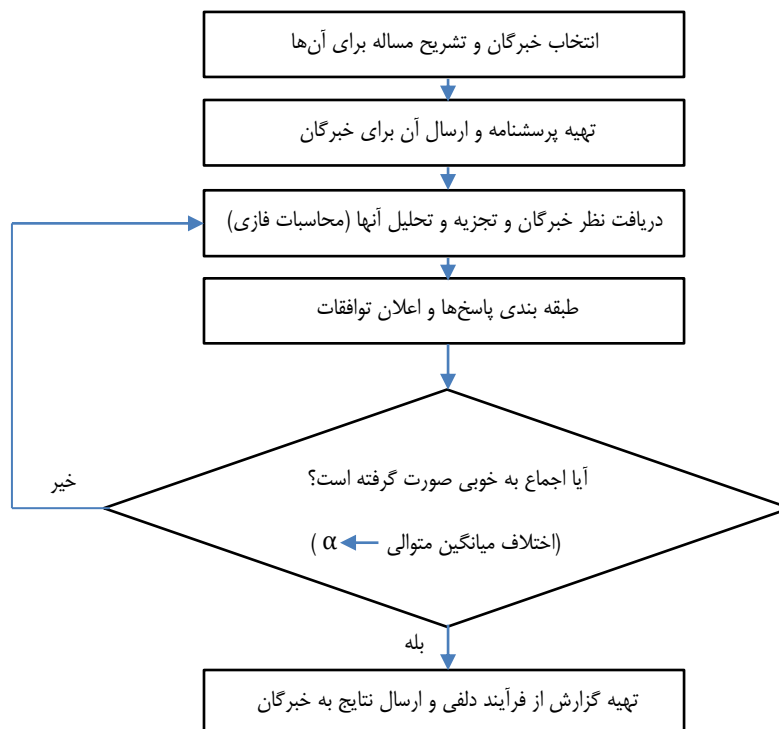 انتخاب خبرگان و تشریح مساله برای آن‌ها
تهیه پرسشنامه و ارسال آن برای خبرگان
دریافت نظر خبرگان و تجزیه و تحلیل آنها (محاسبات فازی)
طبقه بندی پاسخ‌ها و اعلان توافقات
آیا اجماع به خوبی صورت گرفته است؟
خیر
(اختلاف میانگین متوالی ← α )
بله
تهیه گزارش از فرآیند دلفی و ارسال نتایج به خبرگان